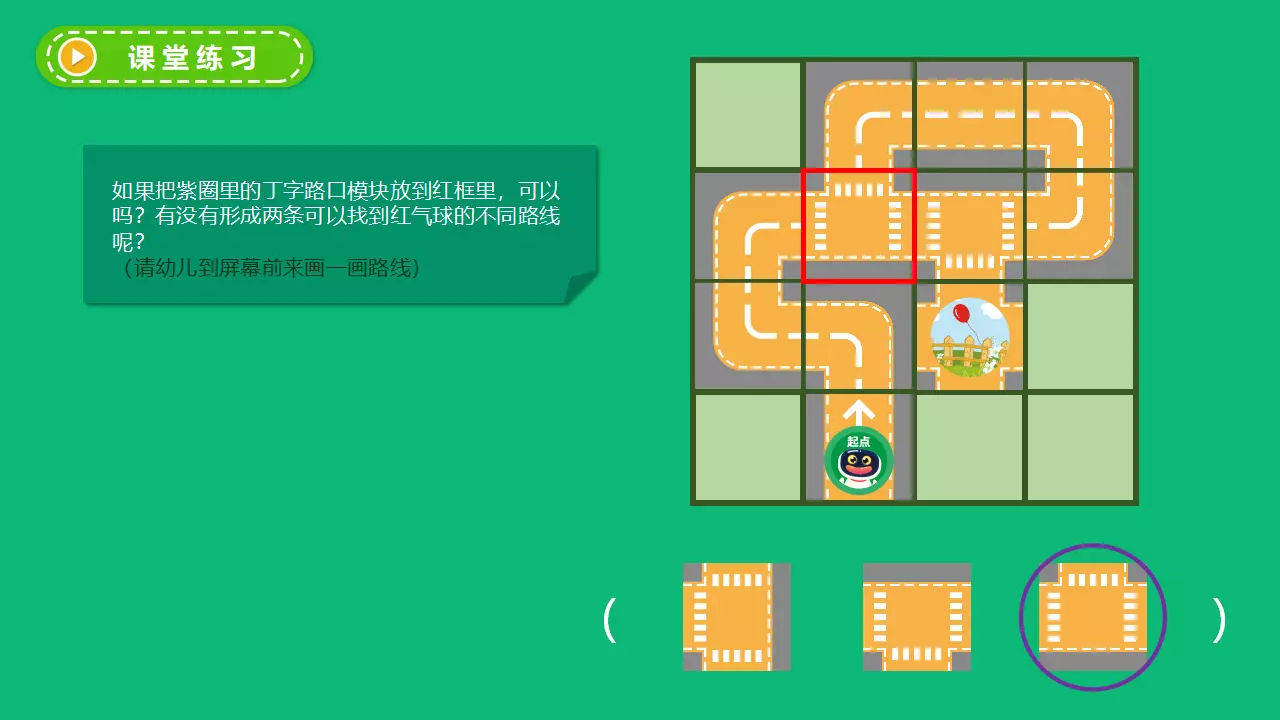 课堂练习
如果把紫圈里的丁字路口模块放到红框里，可以
吗？有没有形成两条可以找到红气球的不同路线
呢？
（请幼儿到屏幕前来画一画路线）
起点
( )